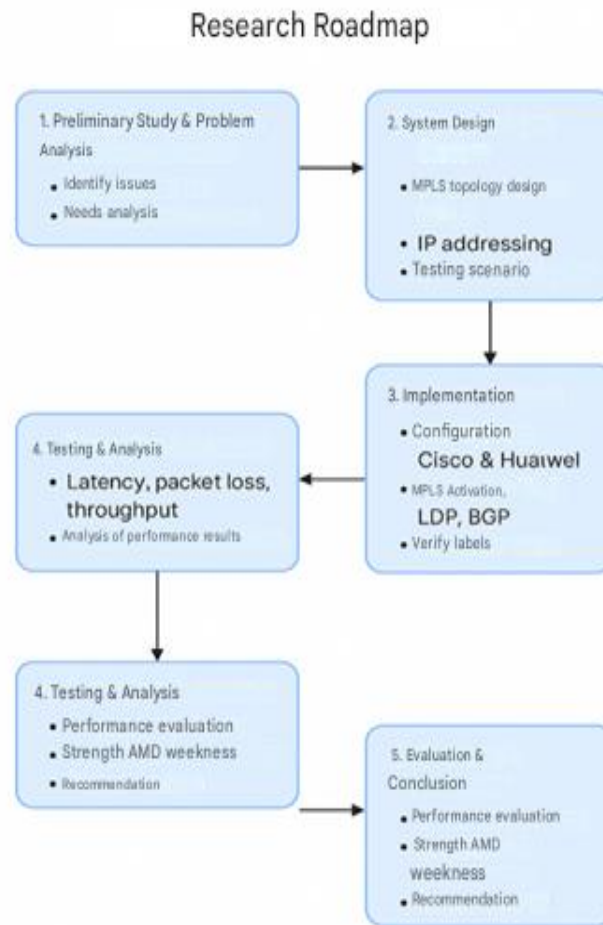 Research Roadmap
1. Preliminary Study & Problem
Analysis
• Identify issues
• Needs analysis
2. System Design
• MPLS topology design
• IP addressing
• Testing scenario
3. Implementation
• Configuration
Cisco & Huaıwel
• MPLS Activation,
LDP, BGP
• Verify labels
4. Testing & Analysis
• Latency, packet loss,
throughput
• Analysis of performance results
4. Testing & Analysis
• Performance evaluation
• Strength AMD weekness
• Recommendation
5. Evaluation &
Conclusion
• Performance evaluation
• Strength AMD
weekness
• Recommendation